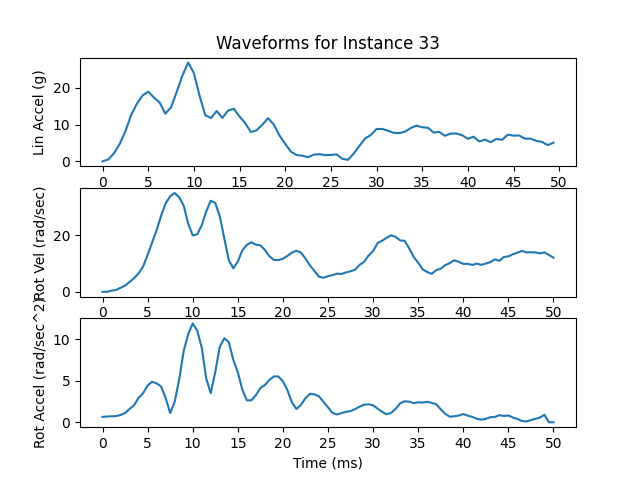 Waveforms for Instance 33
Lin Accel (g)
20
10
0
0 5 10 15 20 25 30 35 40 45 50
Rot Vel (rad/sec)
20
0
0 5 10 15 20 25 30 35 40 45 50
Rot Accel (rad/sec^2)
10
5
0
0 5 10 15 20 25 30 35 40 45 50
Time (ms)